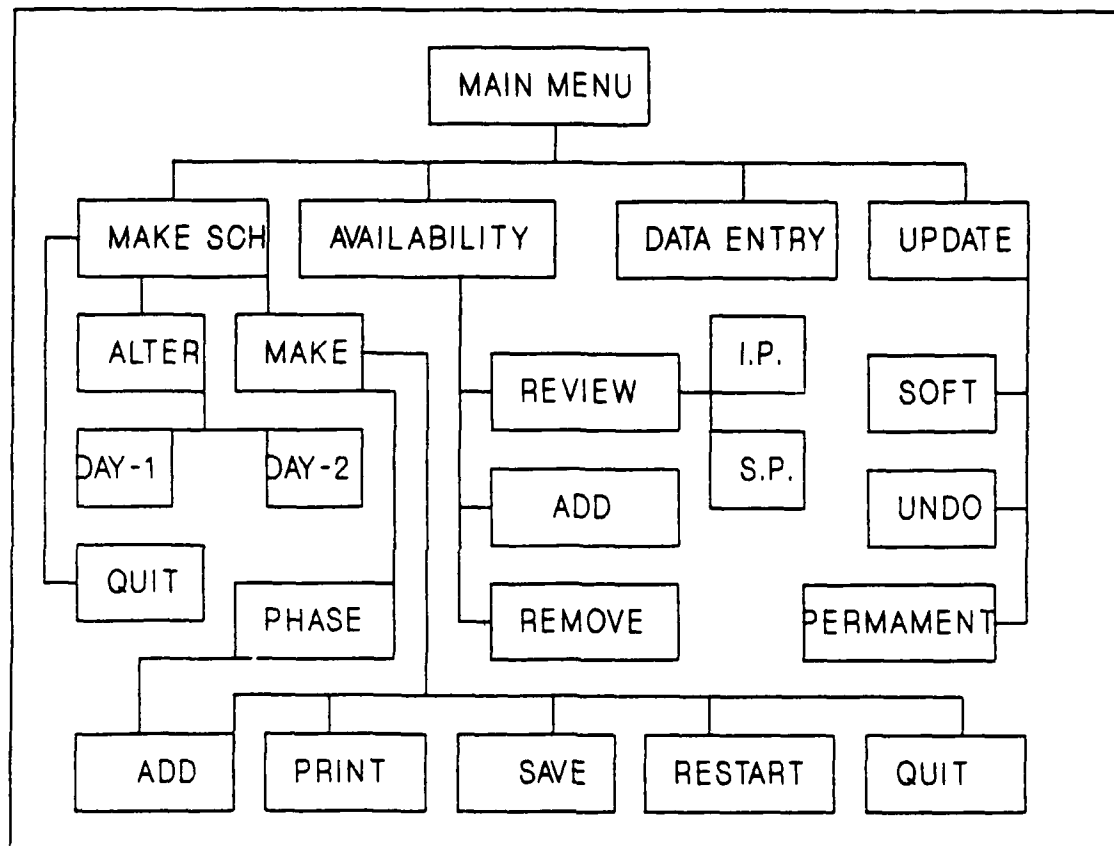 MAIN MENU
MAKE SCH
AVAILABILITY
DATA ENTRY
UPDATE
ALTER
MAKE
REVIEW
I.P.
SOFT
DAY-1
DAY-2
S.P.
ADD
UNDO
QUIT
PHASE
REMOVE
PERMAMENT
ADD
PRINT
SAVE
RESTART
QUIT